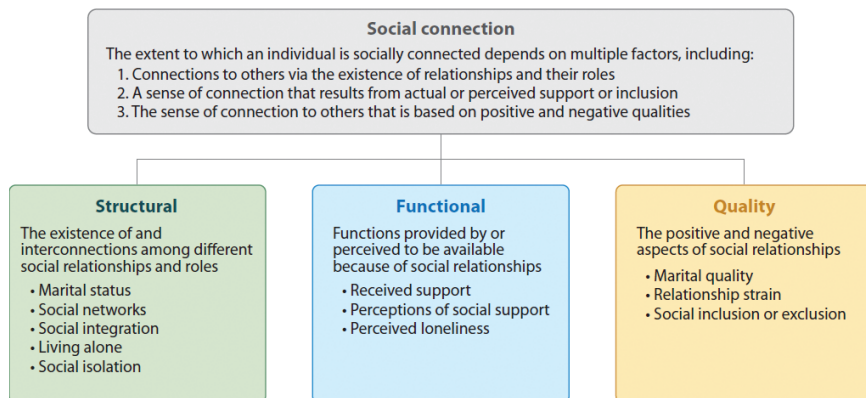 Social connection
The extent to which an individual is socially connected depends on multiple factors, including:
1. Connections to others via the existence of relationships and their roles
2. A sense of connection that results from actual or perceived support or inclusion
3. The sense of connection to others that is based on positive and negative qualities
Structural
The existence of and
interconnections among different
social relationships and roles
• Marital status
• Social networks
• Social integration
• Living alone
• Social isolation
Functional
Functions provided by or
perceived to be available
because of social relationships
• Received support
• Perceptions of social support
• Perceived loneliness
Quality
The positive and negative
aspects of social relationships
• Marital quality
• Relationship strain
• Social inclusion or exclusion